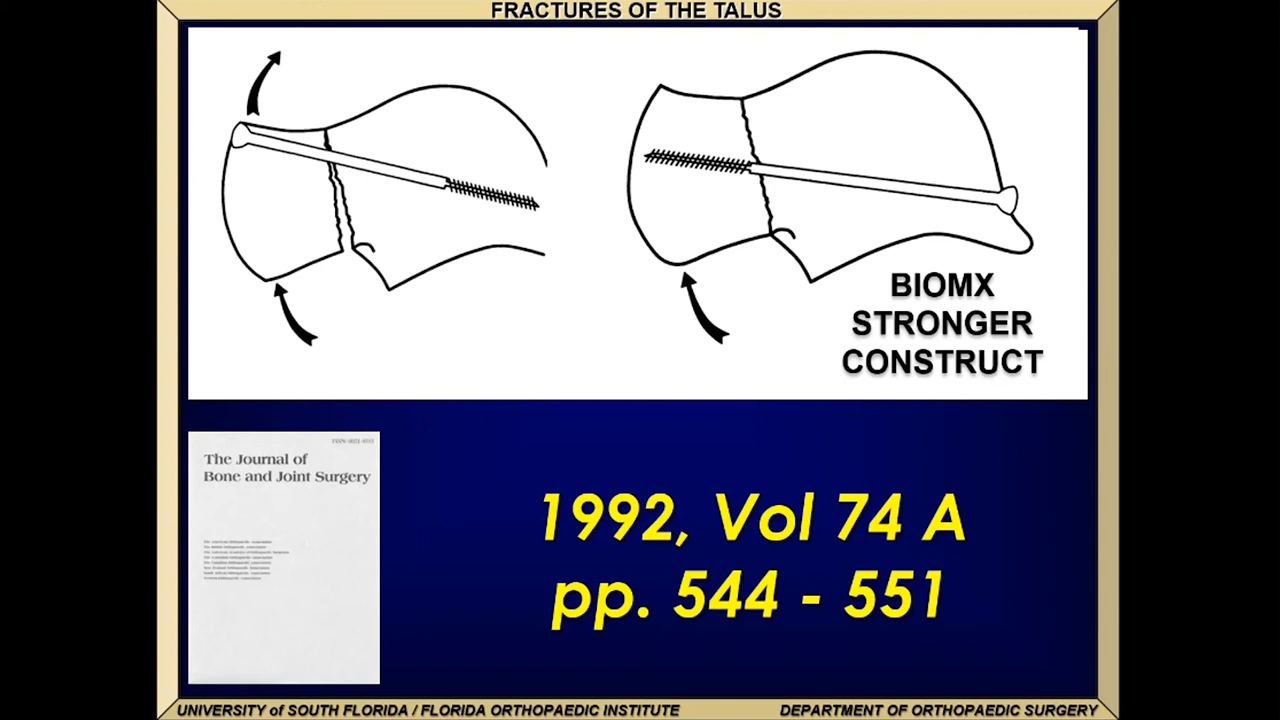 FRACTURES OF THE TALUS
BIOMX
STRONGER
CONSTRUCT
The Journal of
Bone and Joint Surgery
1992, Vol 74 A
pp. 544 - 551
UNIVERSITY of SOUTH FLORIDA / FLORIDA ORTHOPAEDIC INSTITUTE
DEPARTMENT OF ORTHOPAEDIC SURGERY